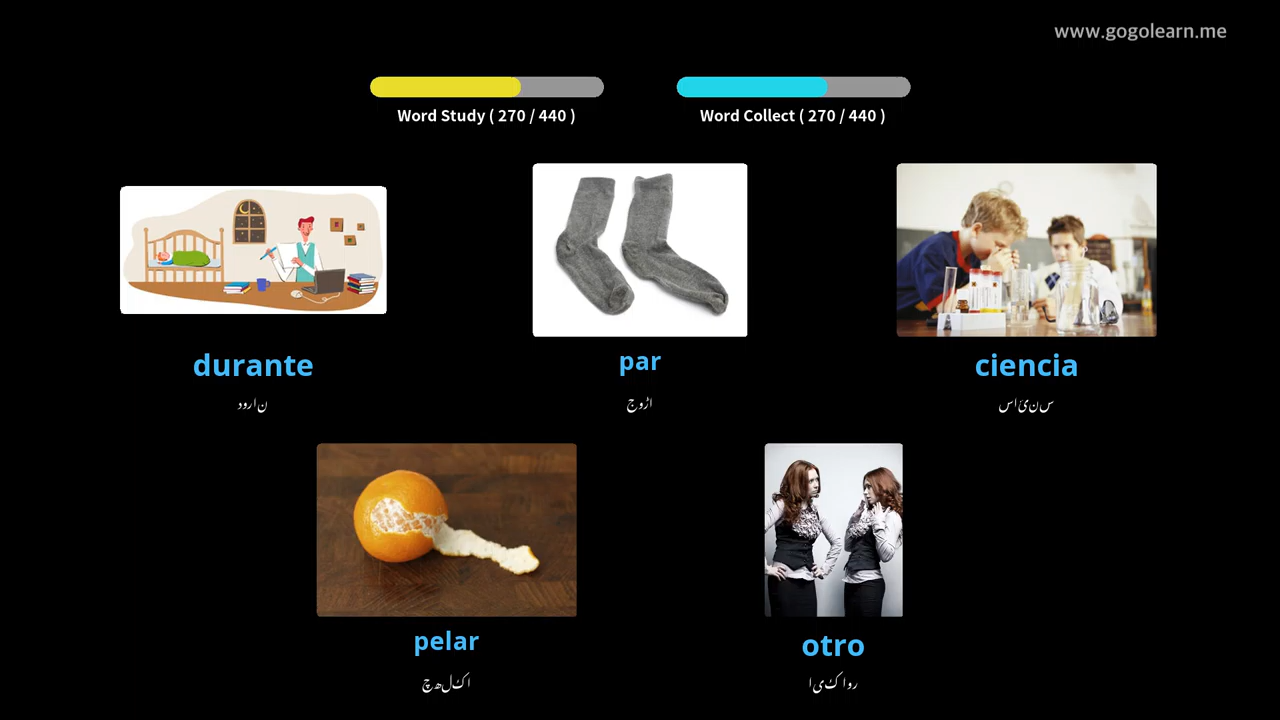 www.gogolearn.me
Word Study ( 270 / 440 )
Word Collect ( 270 / 440 )
durante
par
ciencia
دوران
جوڑا
سائنس
pelar
otro
چھلکا
ایک اور